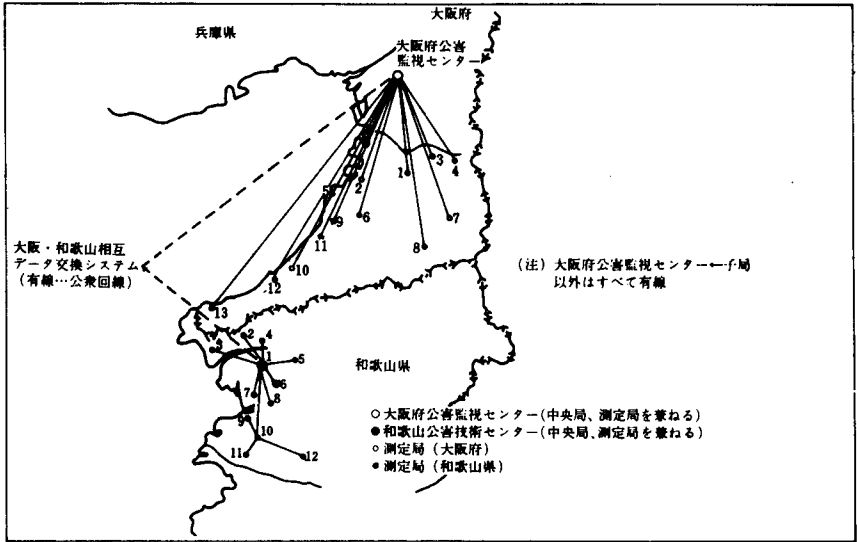 大阪府
兵庫県
大阪府公害
監視センター
1
3
4
2
5
6
7
9
11
8
10
12
13
大阪・和歌山相互
データ交換システム
(有線…公衆回線)
(注) 大阪府公害監視センター←子局
以外はすべて有線
2
4
3
1
5
和歌山県
6
7
8
9
10
11
12
○大阪府公害監視センター(中央局、測定局を兼ねる)
●和歌山公害技術センター(中央局、測定局を兼ねる)
○測定局(大阪府)
●測定局(和歌山県)